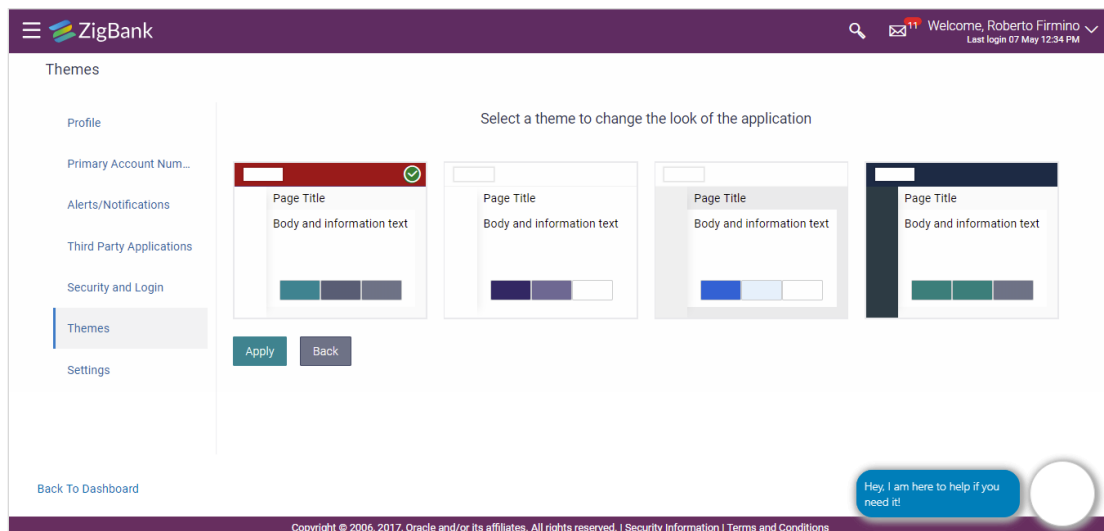 ZigBank
11
Welcome, Roberto Firmino
Last login 07 May 12:34 PM
Themes
Profile
Primary Account Num...
Alerts/Notifications
Third Party Applications
Security and Login
Themes
Settings
Select a theme to change the look of the application
Page Title
Body and information text
Page Title
Body and information text
Page Title
Body and information text
Page Title
Body and information text
Apply
Back
Back To Dashboard
Hey, I am here to help if you
need it!
Copyright © 2006, 2017, Oracle and/or its affiliates. All rights reserved. | Security Information | Terms and Conditions